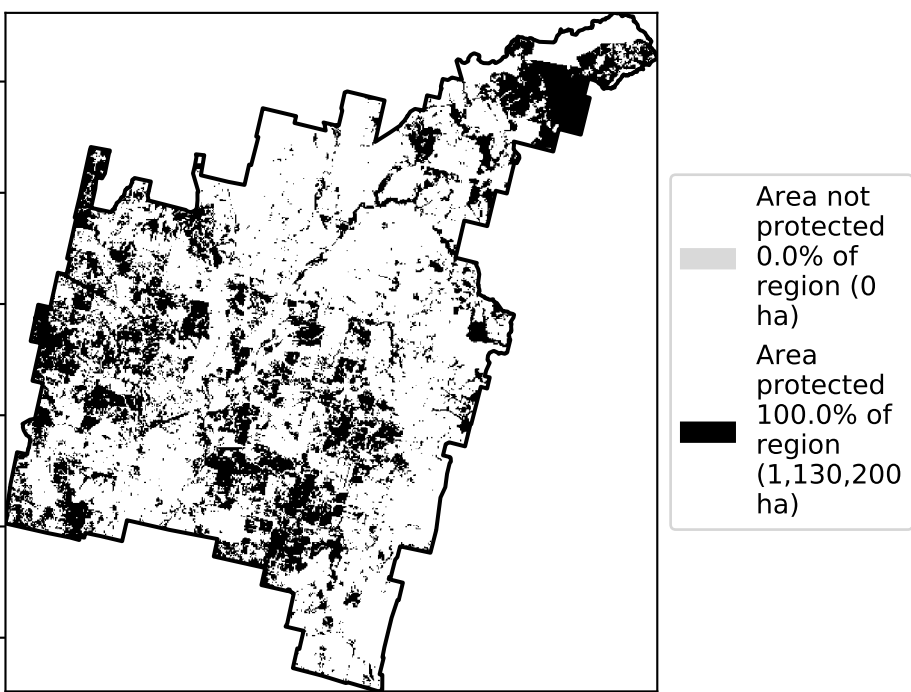 Area not
protected
0.0% of
region (0
ha)
Area
protected
100.0% of
region
(1,130,200
ha)